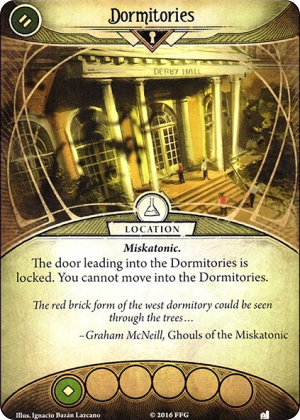 Dormitories
DERBY HALL
LOCATION
Miskatonic.
The door leading into the Dormitories is
locked. You cannot move into the Dormitories.
The red brick form of the west dormitory could be seen
through the trees…
–Graham McNeill, Ghouls of the Miskatonic
Illus. Ignacio Bazán Lazcano
© 2016 FFG